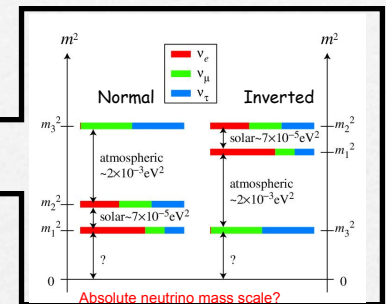 m² m²
νe
νμ
ντ
Normal Inverted
m₃² m₂²
solar~7×10⁻⁵eV²
m₁²
atmospheric
~2×10⁻³eV²
atmospheric
~2×10⁻³eV²
m₂²
solar~7×10⁻⁵eV²
m₁² m₃²
? ?
0 0
Absolute neutrino mass scale?